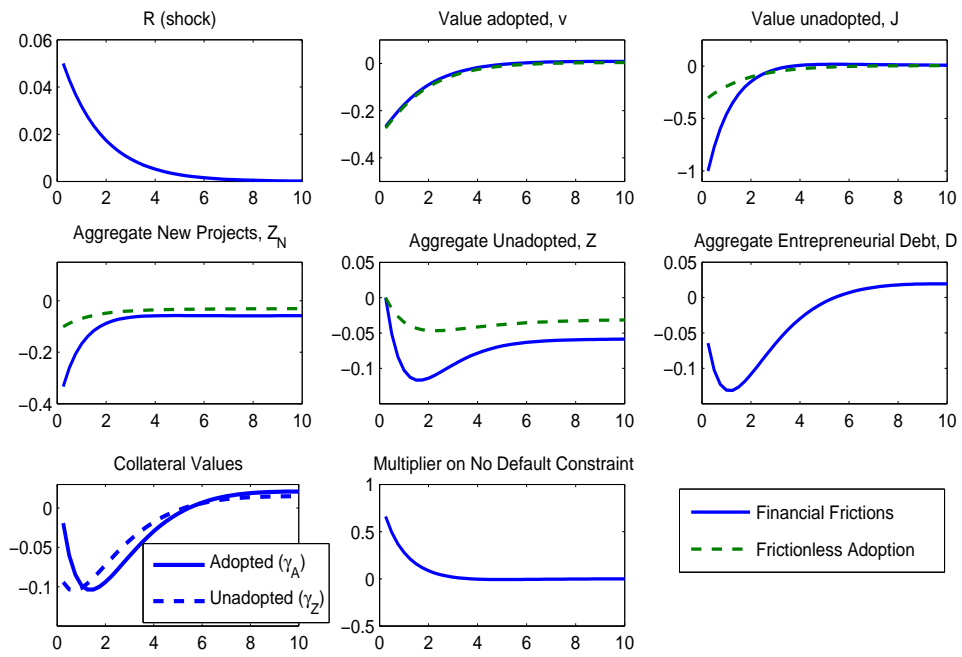 R (shock)
0.06
0.04
0.02
0
0 2 4 6 8 10
Value adopted, v
0
−0.2
−0.4
0 2 4 6 8 10
Value unadopted, J
0
−0.5
−1
0 2 4 6 8 10
Aggregate New Projects, Z_N
0
−0.2
−0.4
0 2 4 6 8 10
Aggregate Unadopted, Z
0.05
0
−0.05
−0.1
0 2 4 6 8 10
Aggregate Entrepreneurial Debt, D
0.05
0
−0.05
−0.1
0 2 4 6 8 10
Collateral Values
0
−0.05
−0.1
0 2 4 6 8 10
Adopted (γ_A)
Unadopted (γ_Z)
Multiplier on No Default Constraint
1
0.5
0
−0.5
0 2 4 6 8 10
Financial Frictions
Frictionless Adoption